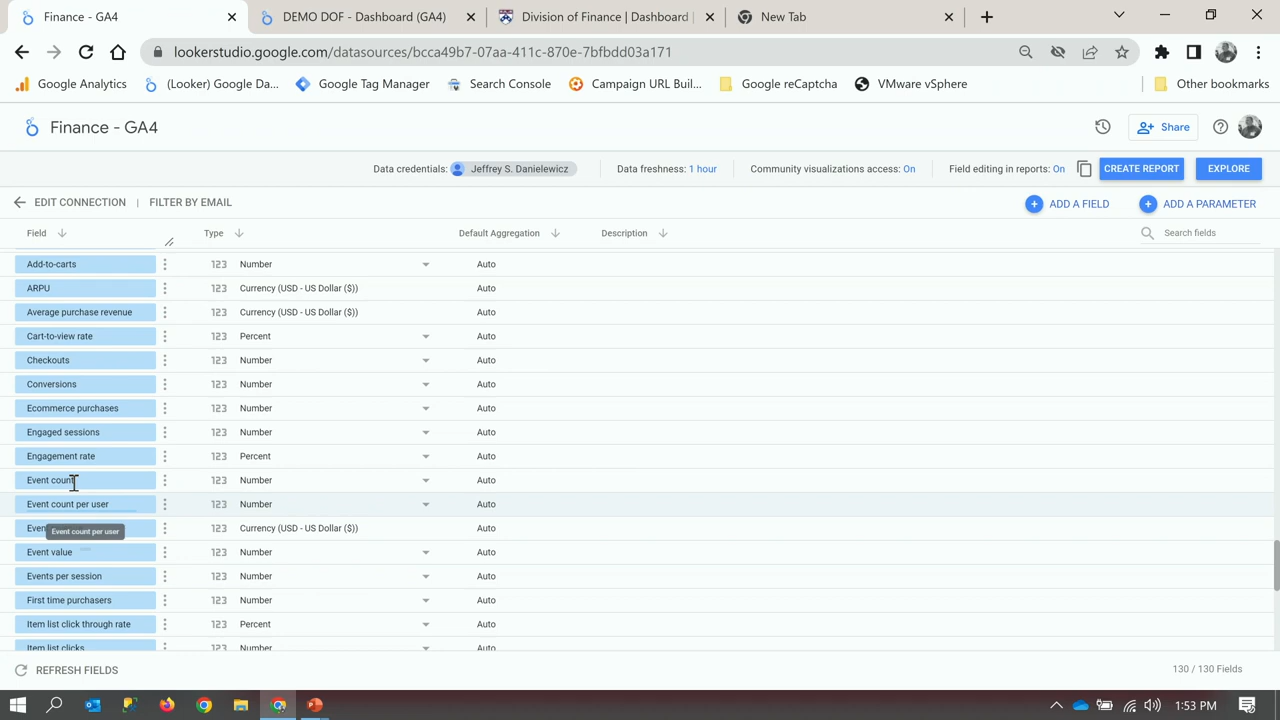 Finance - GA4
DEMO DOF - Dashboard (GA4)
Division of Finance | Dashboard
New Tab
lookerstudio.google.com/datasources/bcca49b7-07aa-411c-870e-7bfbdd03a171
Google Analytics
(Looker) Google Da...
Google Tag Manager
Search Console
Campaign URL Buil...
Google reCaptcha
VMware vSphere
Other bookmarks
Finance - GA4
Share
Data credentials: Jeffrey S. Danielewicz
Data freshness: 1 hour
Community visualizations access: On
Field editing in reports: On
CREATE REPORT
EXPLORE
EDIT CONNECTION | FILTER BY EMAIL
ADD A FIELD
ADD A PARAMETER
Field Type Default Aggregation Description
Search fields
Add-to-carts 123 Number Auto
ARPU 123 Currency (USD - US Dollar ($)) Auto
Average purchase revenue 123 Currency (USD - US Dollar ($)) Auto
Cart-to-view rate 123 Percent Auto
Checkouts 123 Number Auto
Conversions 123 Number Auto
Ecommerce purchases 123 Number Auto
Engaged sessions 123 Number Auto
Engagement rate 123 Percent Auto
Event count 123 Number Auto
Event count per user 123 Number Auto
Even 123 Currency (USD - US Dollar ($)) Auto
Event count per user
Event value 123 Number Auto
Events per session 123 Number Auto
First time purchasers 123 Number Auto
Item list click through rate 123 Percent Auto
Item list clicks 123 Number Auto
REFRESH FIELDS
130 / 130 Fields
1:53 PM